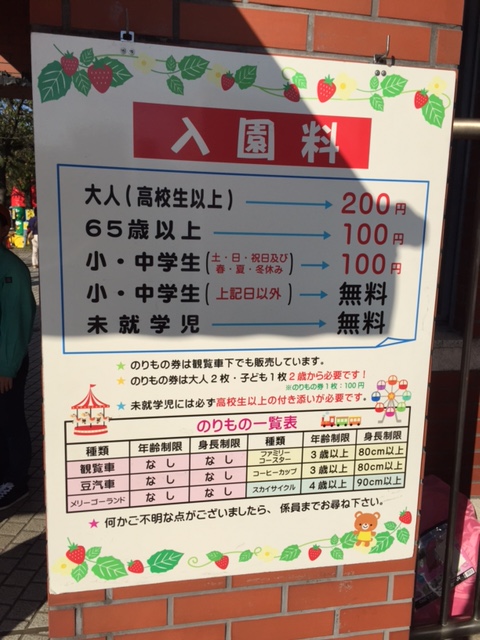 入園料
大人(高校生以上) → 200円
65歳以上 → 100円
小・中学生(土・日・祝日及び春・夏・冬休み) → 100円
小・中学生(上記日以外) → 無料
未就学児 → 無料
★のりもの券は観覧車下でも販売しています。
★のりもの券は大人2枚・子ども1枚2歳から必要です!
※のりもの券1枚:100円
★未就学児には必ず高校生以上の付き添いが必要です。
のりもの一覧表
種類 年齢制限 身長制限 種類 年齢制限 身長制限
観覧車 なし なし ファミリーコースター 3歳以上 80cm以上
豆汽車 なし なし コーヒーカップ 3歳以上 80cm以上
メリーゴーランド なし なし スカイサイクル 4歳以上 90cm以上
★何かご不明な点がございましたら、係員までお尋ね下さい。